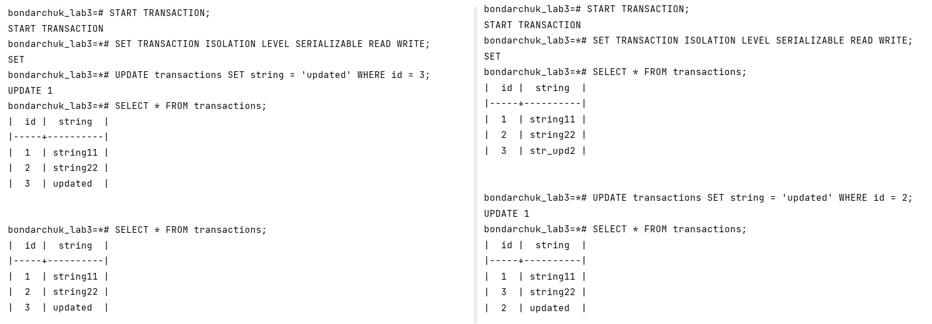 bondarchuk_lab3=# START TRANSACTION;
START TRANSACTION
bondarchuk_lab3=*# SET TRANSACTION ISOLATION LEVEL SERIALIZABLE READ WRITE;
SET
bondarchuk_lab3=*# UPDATE transactions SET string = 'updated' WHERE id = 3;
UPDATE 1
bondarchuk_lab3=*# SELECT * FROM transactions;
|  id |  string  |
|-----+----------|
|  1  | string11 |
|  2  | string22 |
|  3  | updated  |
bondarchuk_lab3=*# SELECT * FROM transactions;
|  id |  string  |
|-----+----------|
|  1  | string11 |
|  2  | string22 |
|  3  | updated  |
bondarchuk_lab3=# START TRANSACTION;
START TRANSACTION
bondarchuk_lab3=*# SET TRANSACTION ISOLATION LEVEL SERIALIZABLE READ WRITE;
SET
bondarchuk_lab3=*# SELECT * FROM transactions;
|  id |  string  |
|-----+----------|
|  1  | string11 |
|  2  | string22 |
|  3  | str_upd2 |
bondarchuk_lab3=*# UPDATE transactions SET string = 'updated' WHERE id = 2;
UPDATE 1
bondarchuk_lab3=*# SELECT * FROM transactions;
|  id |  string  |
|-----+----------|
|  1  | string11 |
|  3  | string22 |
|  2  | updated  |